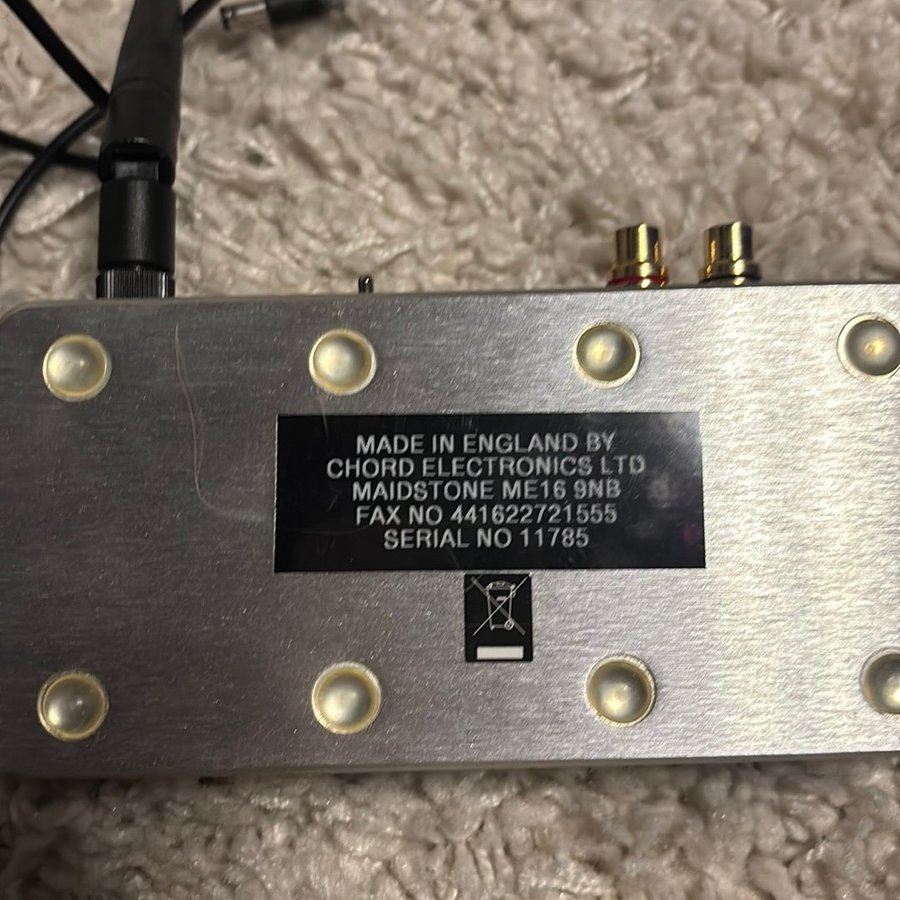 MADE IN ENGLAND BY
CHORD ELECTRONICS LTD
MAIDSTONE ME16 9NB
FAX NO 441622721555
SERIAL NO 11785